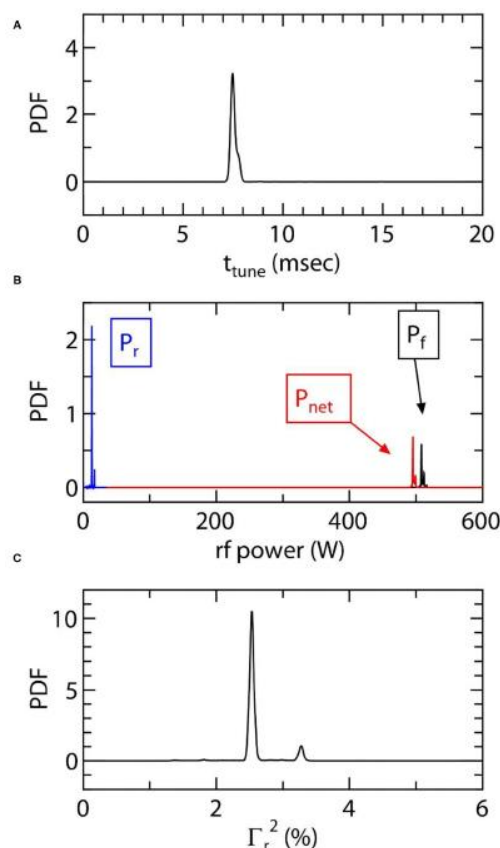 A
4
PDF
2
0
0 5 10 15 20
t_tune (msec)
B
P_r
P_f
2
PDF
P_net
1
0
0 200 400 600
rf power (W)
C
10
PDF
5
0
0 2 4 6
Γ_r^2 (%)